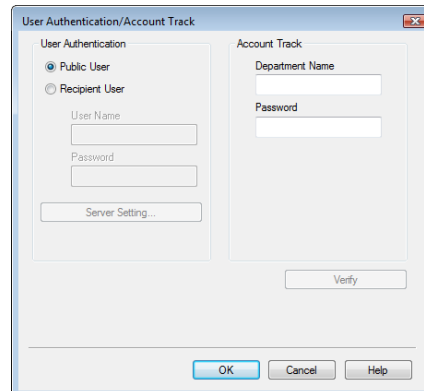 User Authentication/Account Track
User Authentication
Public User
Recipient User
User Name
Password
Server Setting...
Account Track
Department Name
Password
Verify
OK
Cancel
Help